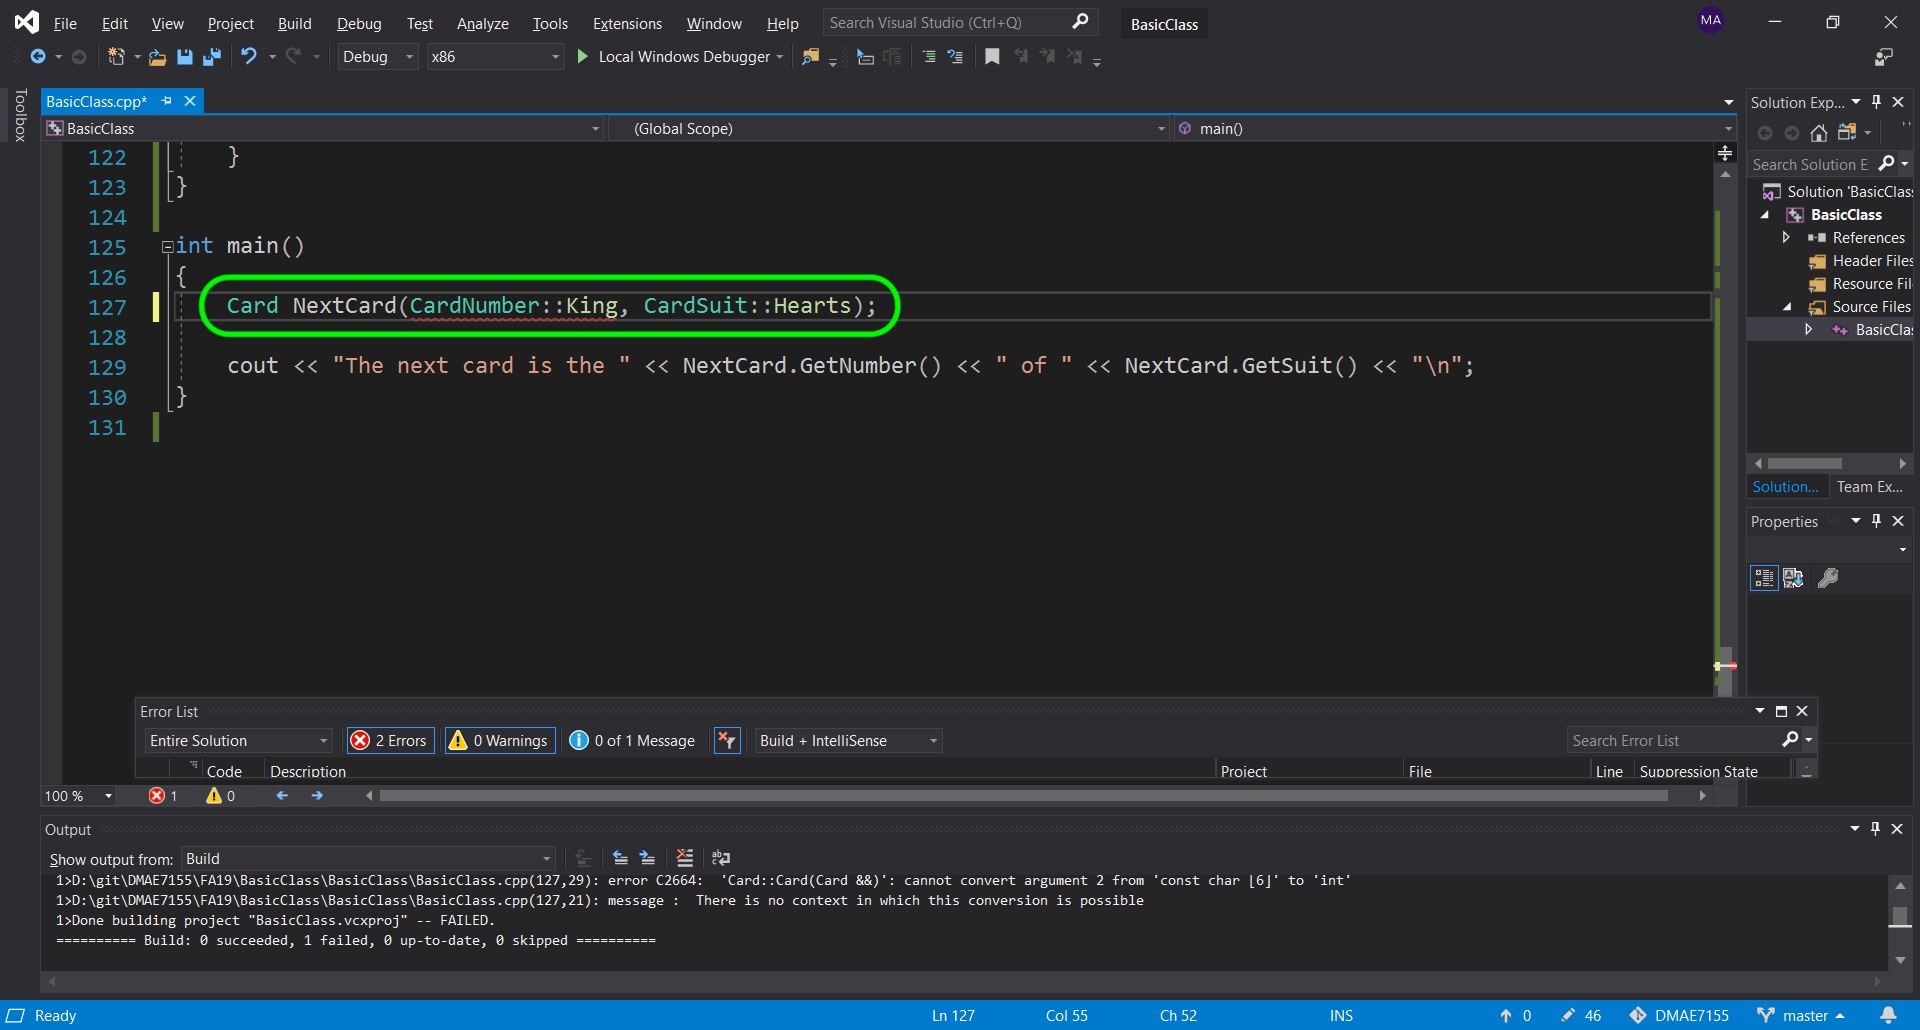 File Edit View Project Build Debug Test Analyze Tools Extensions Window Help Search Visual Studio (Ctrl+Q) BasicClass MA
Debug x86 Local Windows Debugger
Toolbox
BasicClass.cpp*
BasicClass (Global Scope) main()
122 }
123 }
124
125 int main()
126 {
127 Card NextCard(CardNumber::King, CardSuit::Hearts);
128
129 cout << "The next card is the " << NextCard.GetNumber() << " of " << NextCard.GetSuit() << "\n";
130 }
131
Solution Exp...
Search Solution E
Solution 'BasicClas
BasicClass
References
Header Files
Resource Fil
Source Files
BasicCla
Solution... Team Ex...
Properties
Error List
Entire Solution 2 Errors 0 Warnings 0 of 1 Message Build + IntelliSense Search Error List
Code Description Project File Line Suppression State
100 % 1 0
Output
Show output from: Build
1>D:\git\DMAE7155\FA19\BasicClass\BasicClass\BasicClass.cpp(127,29): error C2664: 'Card::Card(Card &&)': cannot convert argument 2 from 'const char [6]' to 'int'
1>D:\git\DMAE7155\FA19\BasicClass\BasicClass\BasicClass.cpp(127,21): message : There is no context in which this conversion is possible
1>Done building project "BasicClass.vcxproj" -- FAILED.
========== Build: 0 succeeded, 1 failed, 0 up-to-date, 0 skipped ==========
Ready Ln 127 Col 55 Ch 52 INS 0 46 DMAE7155 master